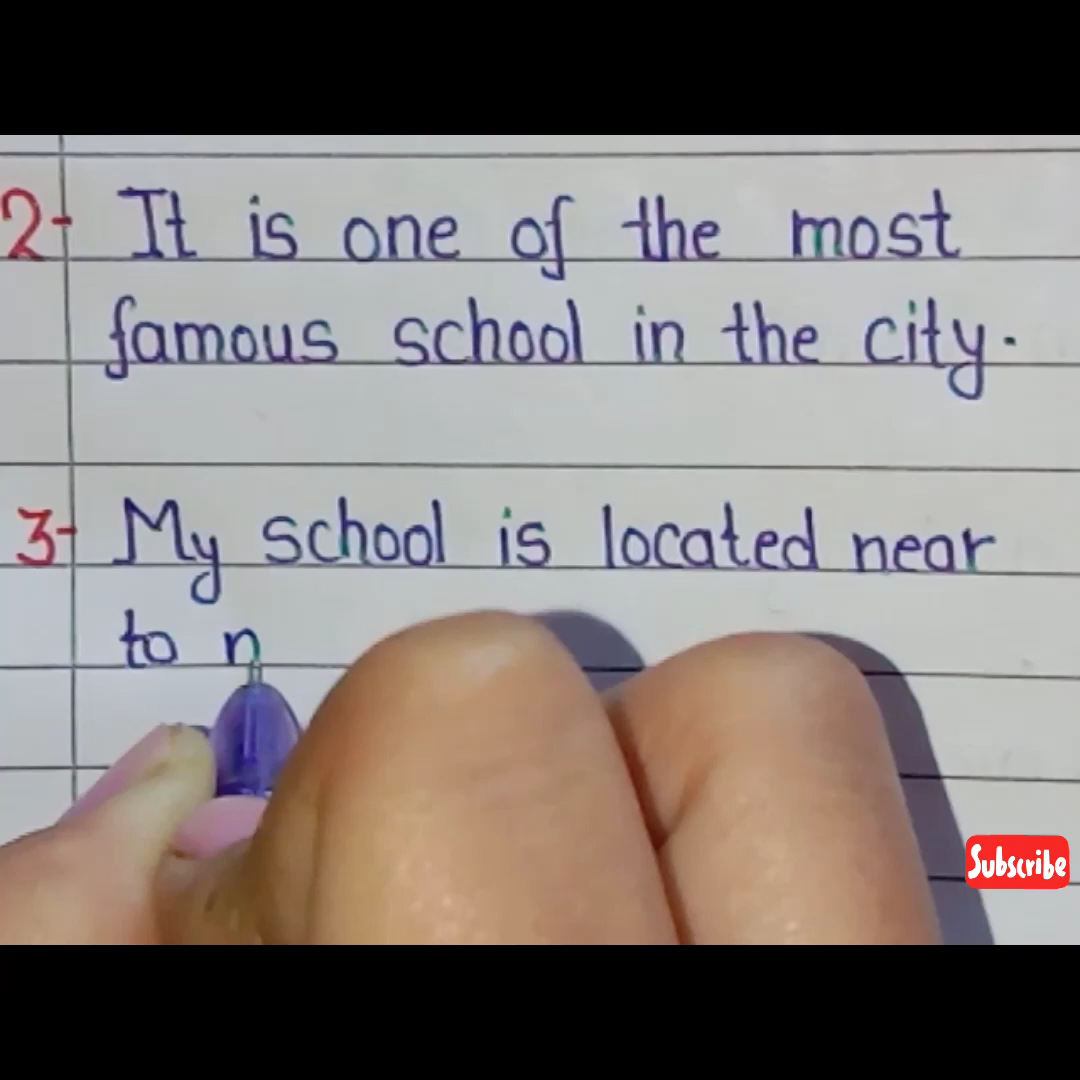 2- It is one of the most
famous school in the city.
3- My school is located near
to n
Subscribe